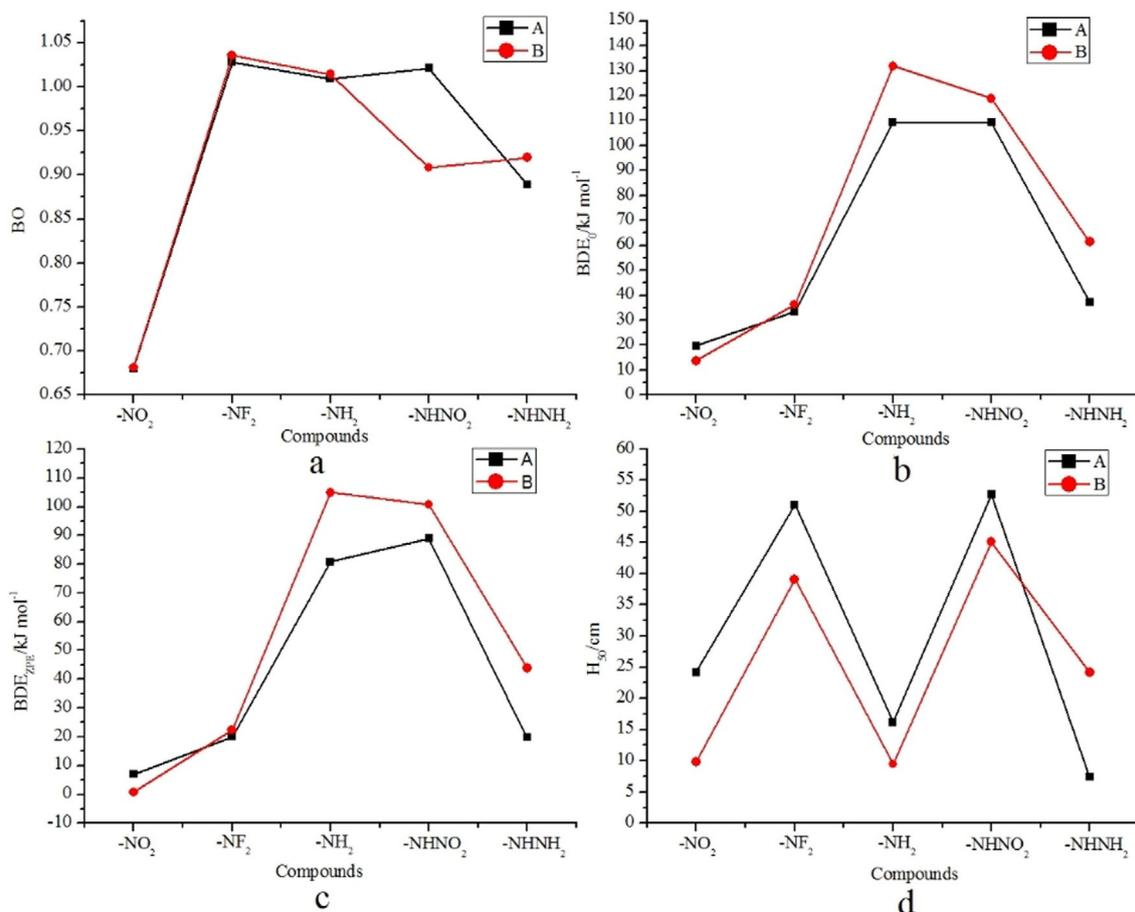 A
B
1.05
1.00
0.95
0.90
0.85
0.80
0.75
0.70
0.65
BO
-NO₂ -NF₂ -NH₂ -NHNO₂ -NHNH₂
Compounds
a
A
B
150
140
130
120
110
100
90
80
70
60
50
40
30
20
10
0
BDE₀/kJ mol⁻¹
-NO₂ -NF₂ -NH₂ -NHNO₂ -NHNH₂
Compounds
b
A
B
120
110
100
90
80
70
60
50
40
30
20
10
0
-10
BDE_ZPE/kJ mol⁻¹
-NO₂ -NF₂ -NH₂ -NHNO₂ -NHNH₂
Compounds
c
A
B
60
55
50
45
40
35
30
25
20
15
10
5
0
H₅₀/cm
-NO₂ -NF₂ -NH₂ -NHNO₂ -NHNH₂
Compounds
d